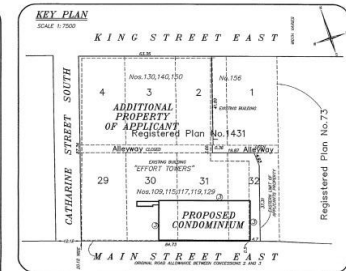 KEY PLAN
SCALE 1:7500
KING STREET EAST
63.35
Nos.130,140,150
No.156
4 3 2 1
EXISTING BUILDING
ADDITIONAL
PROPERTY
OF APPLICANT
Registered Plan No.1431
Alleyway CLOSED
Alleyway
EXISTING BUILDING
"EFFORT TOWERS"
29 30 31 32
Nos.109,115,117,119,129
PROPOSED
CONDOMINIUM
CATHARINE STREET SOUTH
Registered Plan No.73
MAIN STREET EAST
ORIGINAL ROAD ALLOWANCE BETWEEN CONCESSIONS 2 AND 3